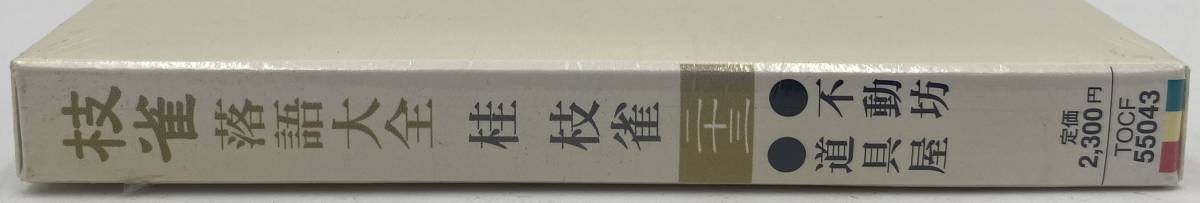 枝雀落語大全
桂枝雀
二十三
●不動坊
●道具屋
定価
2,300円
TOCF
55043